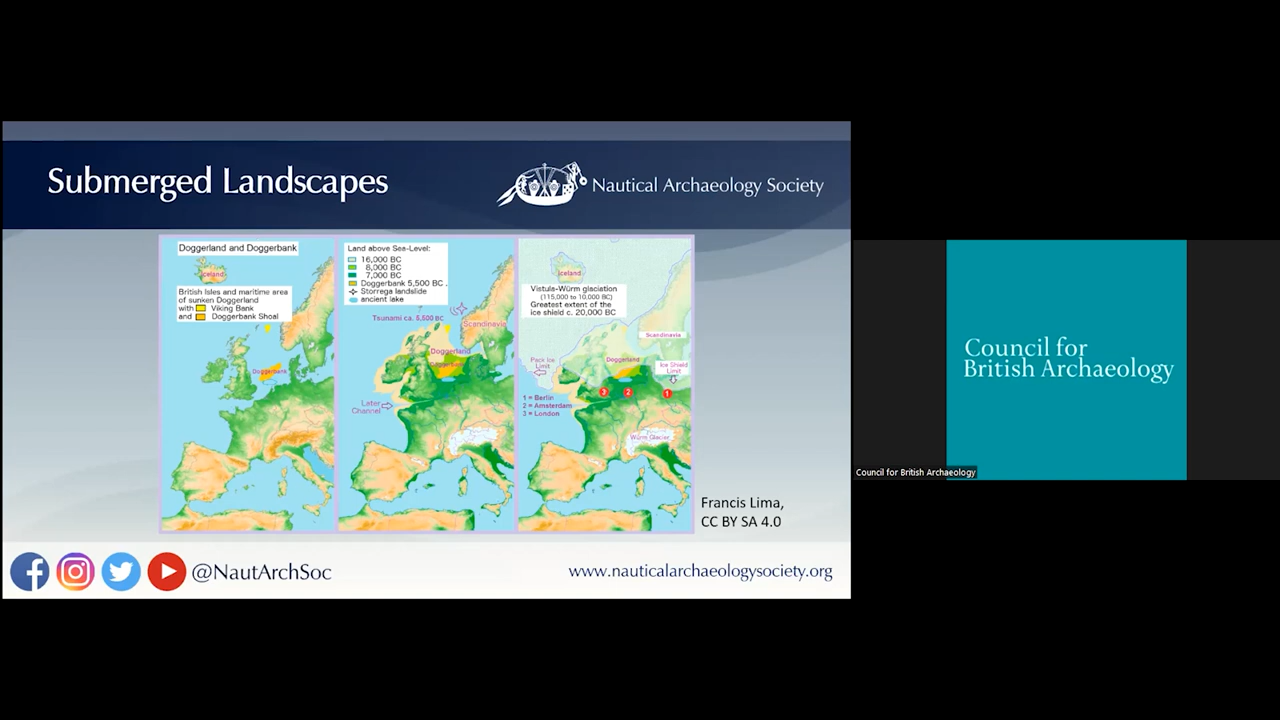 Submerged Landscapes
Nautical Archaeology Society
Doggerland and Doggerbank
Iceland
British Isles and maritime area
of sunken Doggerland
with Viking Bank
and Doggerbank Shoal
Doggerbank
Land above Sea-Level:
16,000 BC
8,000 BC
7,000 BC
Doggerbank 5,500 BC .
Storrega landslide
ancient lake
Tsunami ca. 5,500 BC
Scandinavia
Doggerland
Later
Channel
Iceland
Vistula-Würm glaciation
(115,000 to 10,000 BC)
Greatest extent of the
ice shield c. 20,000 BC
Scandinavia
Pack Ice
Limit
Doggerland
Ice Shield
Limit
3
2
1
1 = Berlin
2 = Amsterdam
3 = London
Würm Glacier
Francis Lima,
CC BY SA 4.0
@NautArchSoc
www.nauticalarchaeologysociety.org
Council for
British Archaeology
Council for British Archaeology